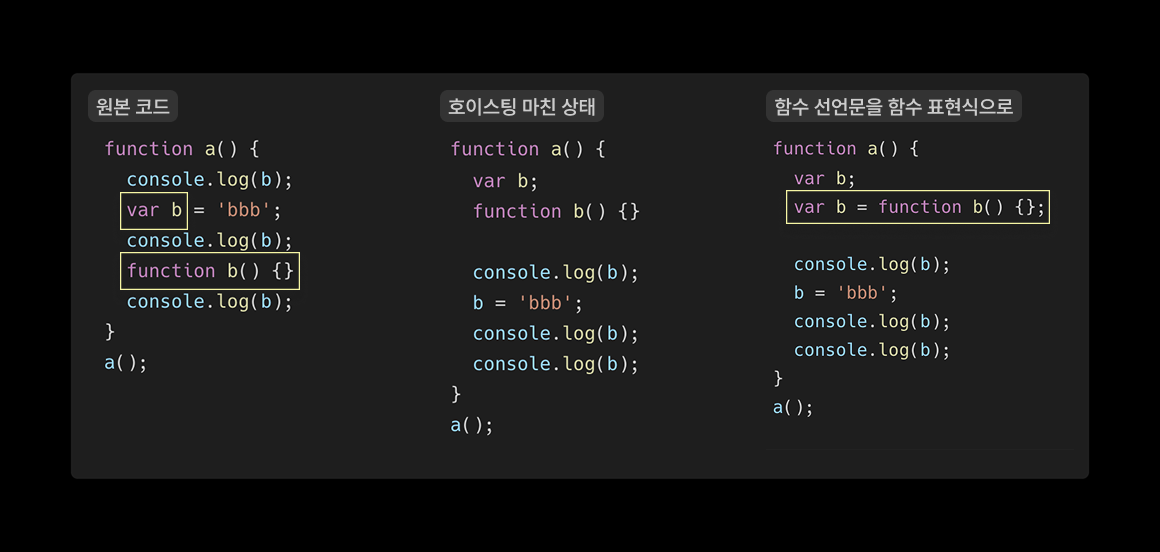 원본 코드
function a() {
  console.log(b);
  var b = 'bbb';
  console.log(b);
  function b() {}
  console.log(b);
}
a();
호이스팅 마친 상태
function a() {
  var b;
  function b() {}

  console.log(b);
  b = 'bbb';
  console.log(b);
  console.log(b);
}
a();
함수 선언문을 함수 표현식으로
function a() {
  var b;
  var b = function b() {};

  console.log(b);
  b = 'bbb';
  console.log(b);
  console.log(b);
}
a();